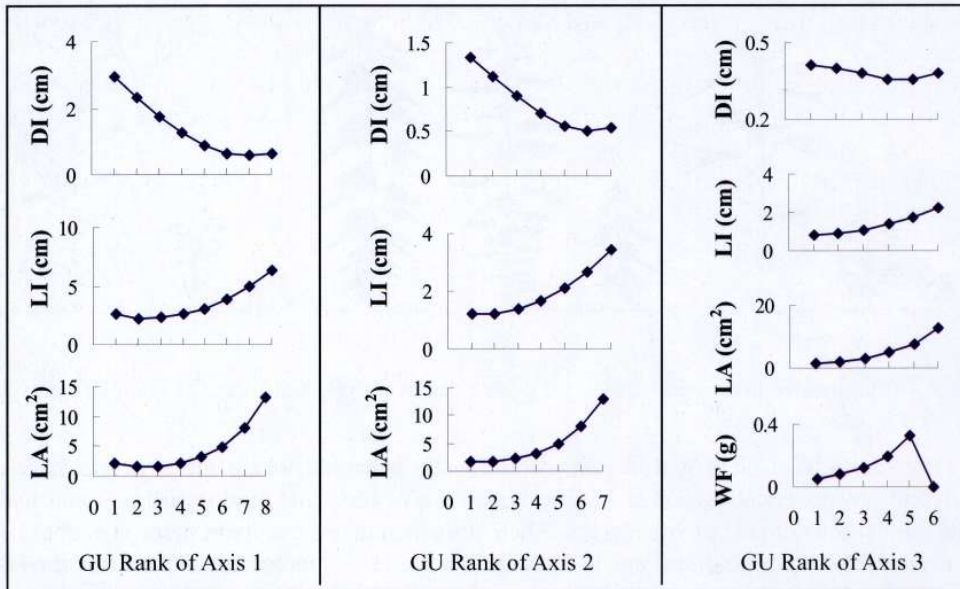 4
DI (cm)
2
0
10
LI (cm)
5
0
15
LA (cm²)
10
5
0
0 1 2 3 4 5 6 7 8
GU Rank of Axis 1
1.5
DI (cm)
1
0.5
0
4
LI (cm)
2
0
15
LA (cm²)
10
5
0
0 1 2 3 4 5 6 7
GU Rank of Axis 2
0.5
DI (cm)
0.2
4
LI (cm)
2
0
20
LA (cm²)
0
0.4
WF (g)
0
0 1 2 3 4 5 6
GU Rank of Axis 3